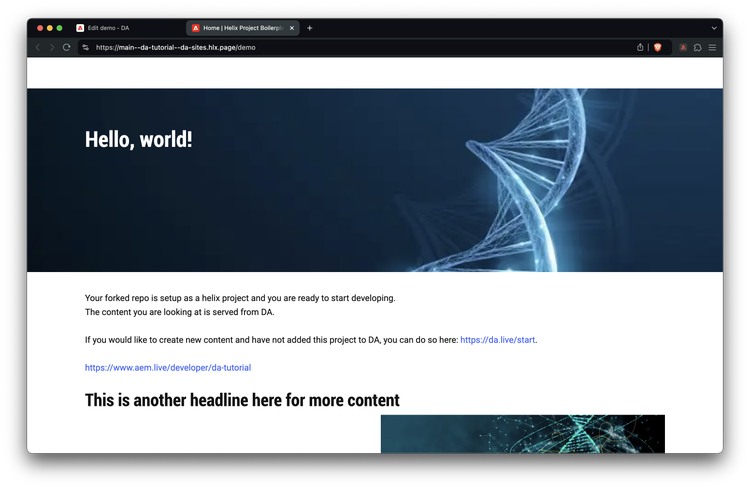 Edit demo - DA
Home | Helix Project Boilerpl
https://main--da-tutorial--da-sites.hlx.page/demo
Hello, world!
Your forked repo is setup as a helix project and you are ready to start developing.
The content you are looking at is served from DA.
If you would like to create new content and have not added this project to DA, you can do so here: https://da.live/start.
https://www.aem.live/developer/da-tutorial
This is another headline here for more content